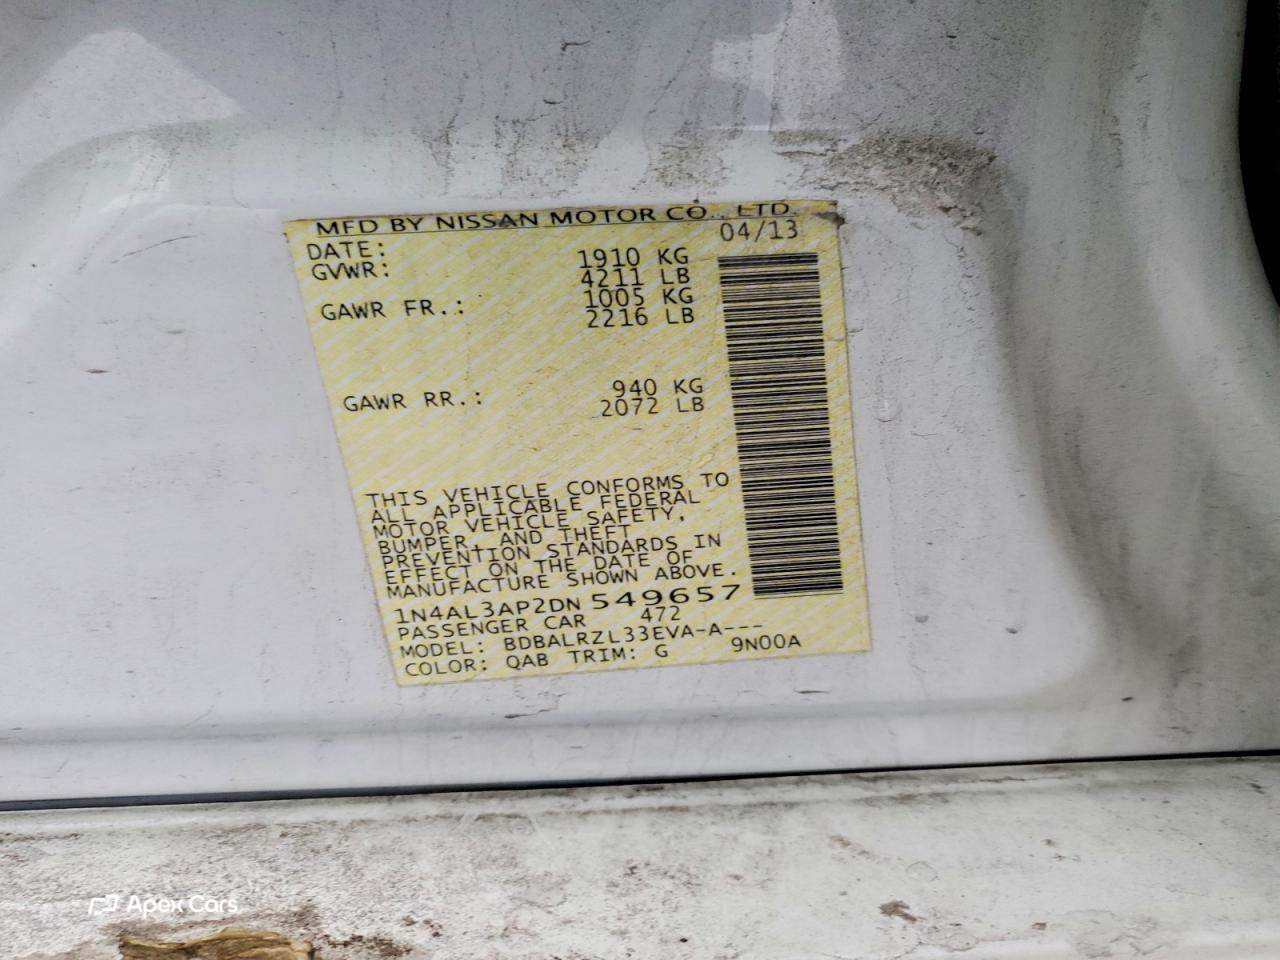 MFD BY NISSAN MOTOR CO., LTD.
DATE: 04/13
GVWR: 1910 KG
4211 LB
GAWR FR.: 1005 KG
2216 LB
GAWR RR.: 940 KG
2072 LB
THIS VEHICLE CONFORMS TO
ALL APPLICABLE FEDERAL
MOTOR VEHICLE SAFETY,
BUMPER, AND THEFT
PREVENTION STANDARDS IN
EFFECT ON THE DATE OF
MANUFACTURE SHOWN ABOVE.
1N4AL3AP2DN549657
PASSENGER CAR 472
MODEL: BDBALRZL33EVA-A---
COLOR: QAB TRIM: G 9N00A
Apex Cars